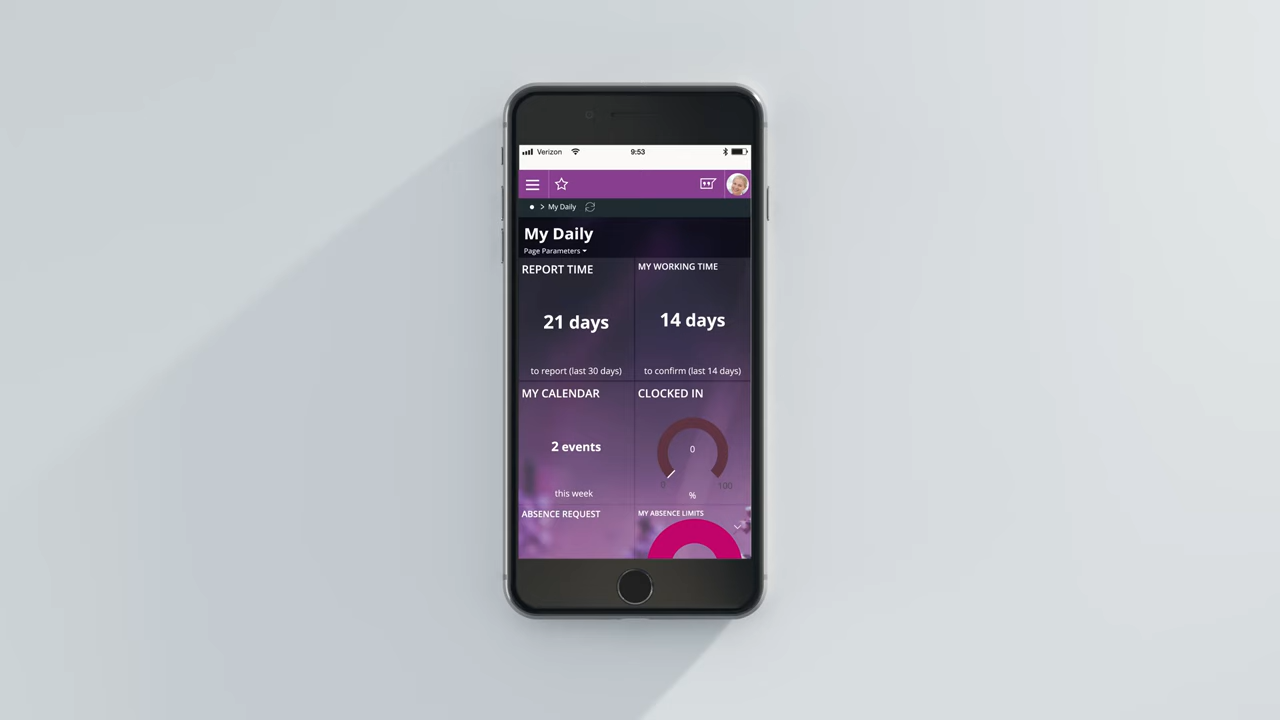 Verizon 9:53
> My Daily
My Daily
Page Parameters
REPORT TIME
MY WORKING TIME
21 days
14 days
to report (last 30 days)
to confirm (last 14 days)
MY CALENDAR
CLOCKED IN
2 events
0
0
100
this week
%
ABSENCE REQUEST
MY ABSENCE LIMITS